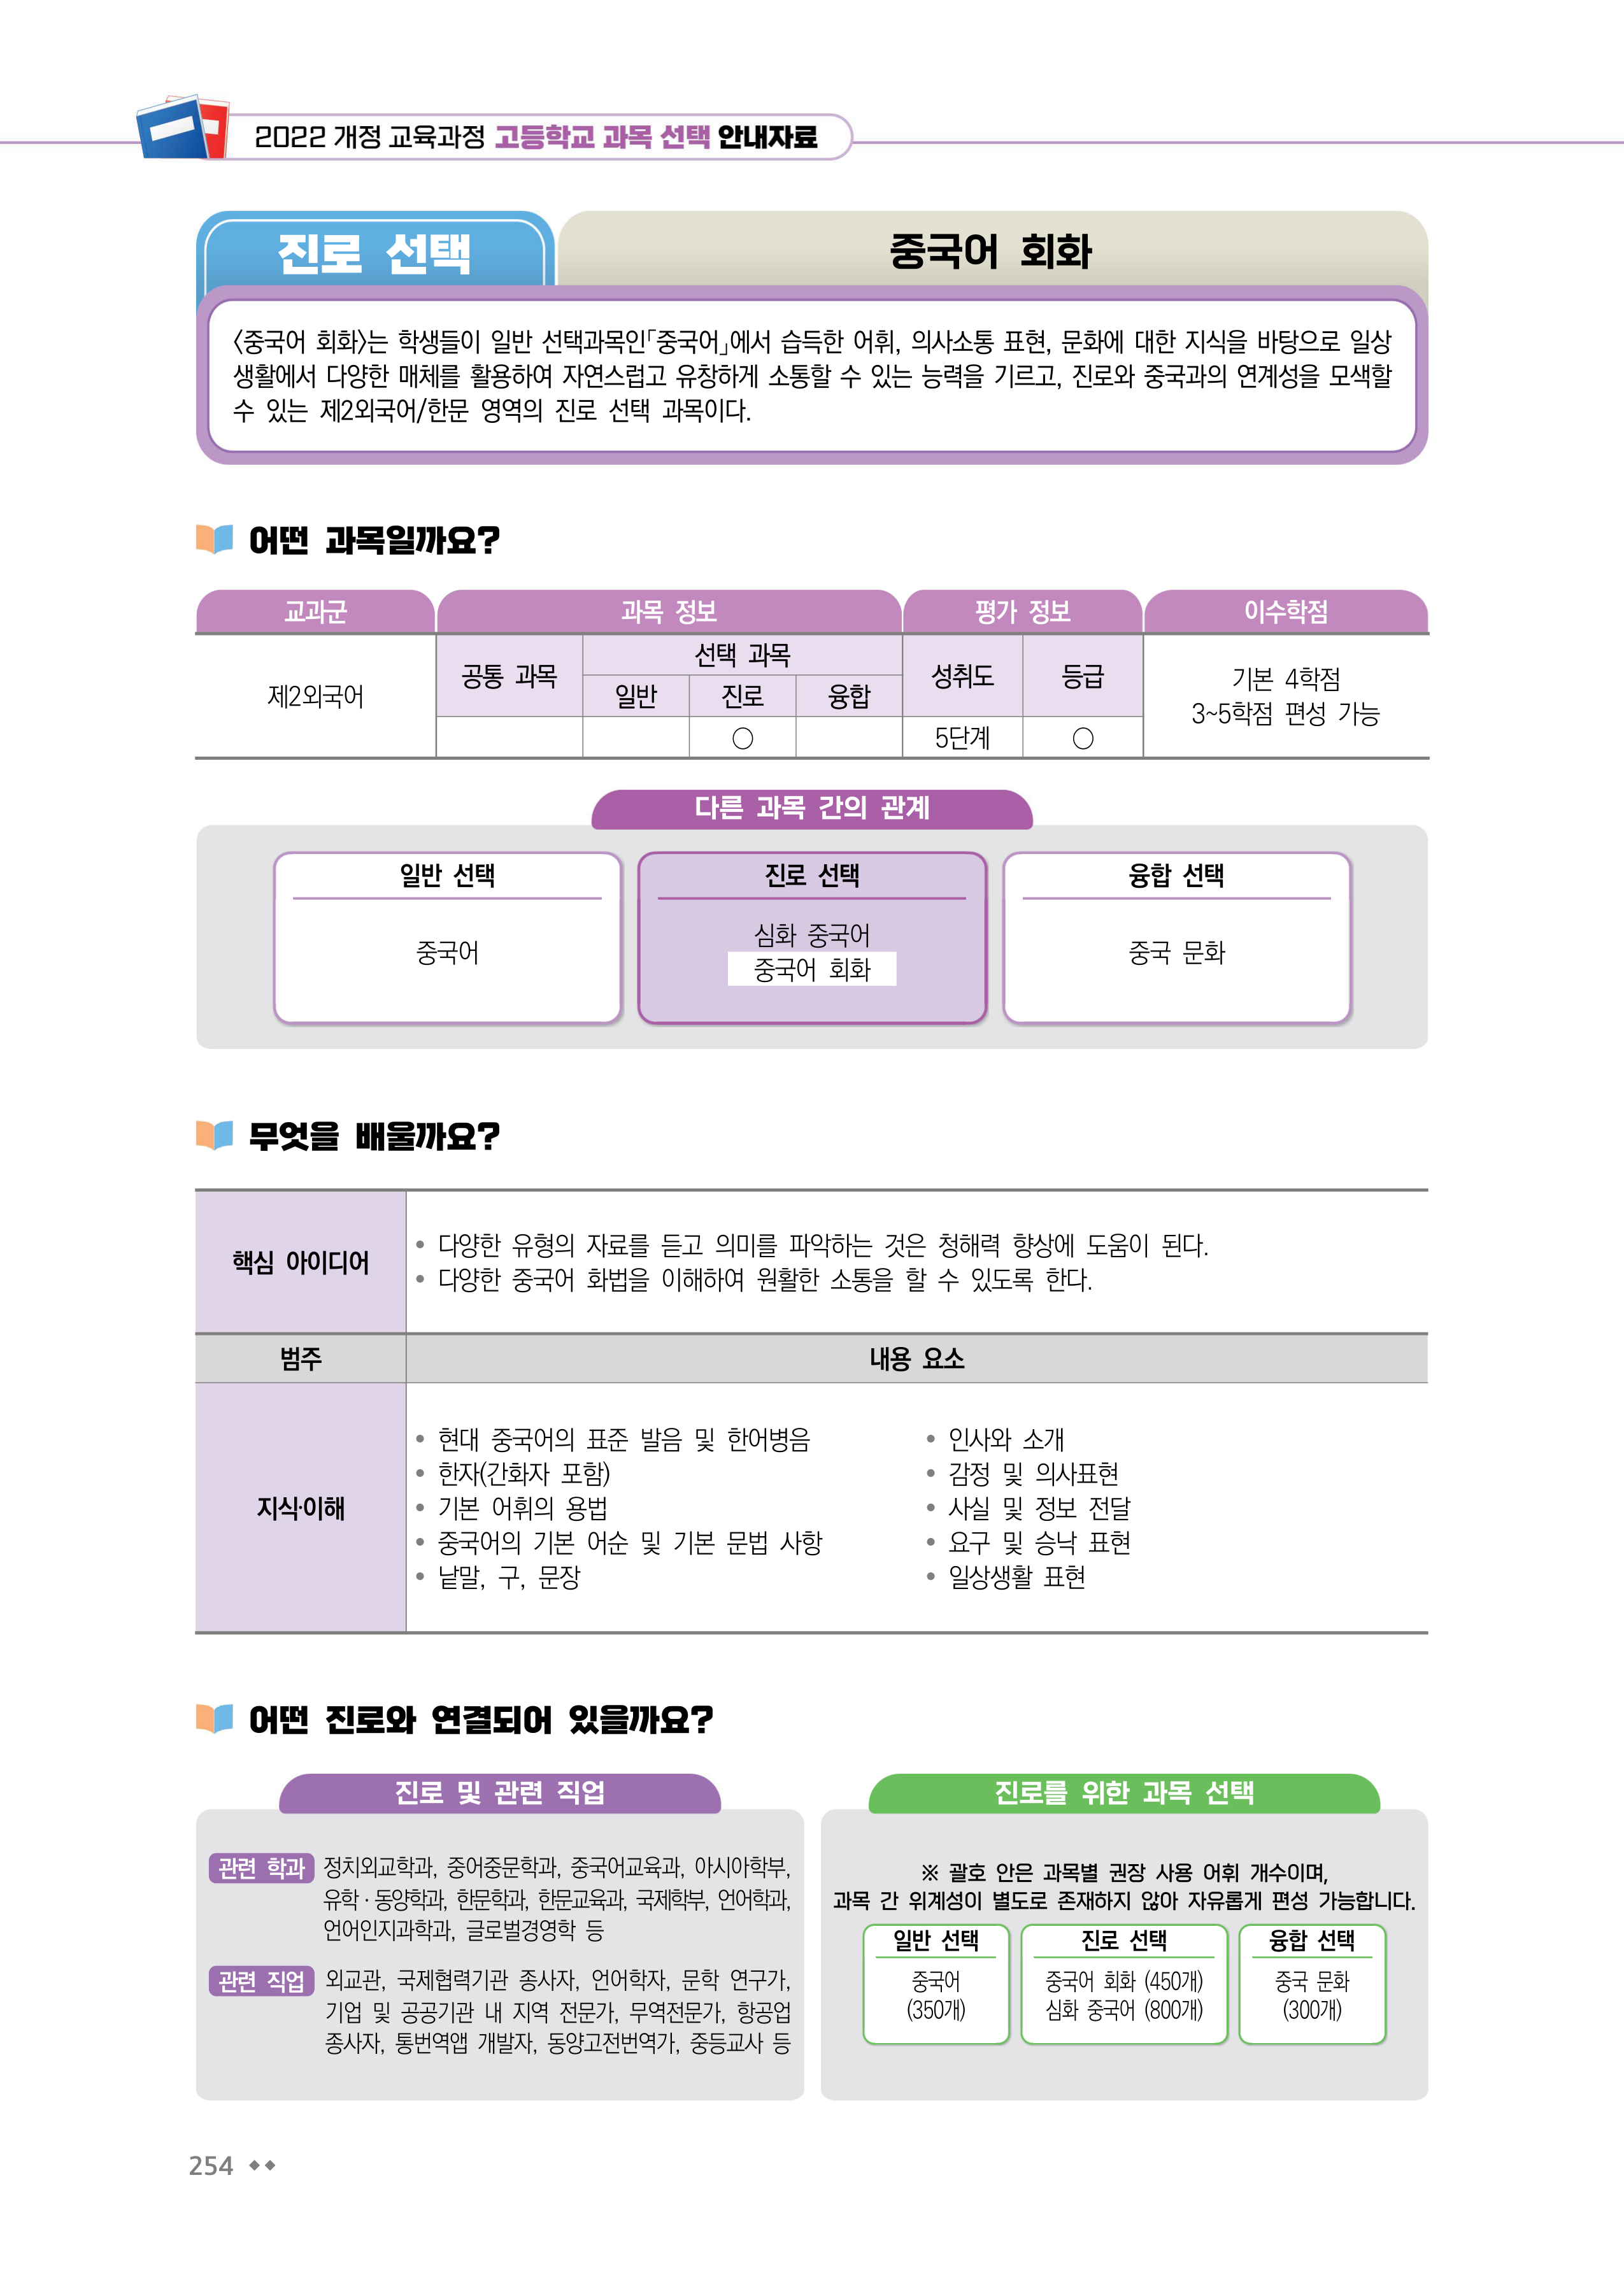 2022 개정 교육과정 고등학교 과목 선택 안내자료
진로 선택
중국어 회화
〈중국어 회화〉는 학생들이 일반 선택과목인「중국어」에서 습득한 어휘, 의사소통 표현, 문화에 대한 지식을 바탕으로 일상
생활에서 다양한 매체를 활용하여 자연스럽고 유창하게 소통할 수 있는 능력을 기르고, 진로와 중국과의 연계성을 모색할
수 있는 제2외국어/한문 영역의 진로 선택 과목이다.
어떤 과목일까요?
교과군 과목 정보 평가 정보 이수학점
제2외국어
공통 과목
선택 과목
일반 진로 융합
성취도 등급
○ 5단계 ○
기본 4학점
3~5학점 편성 가능
다른 과목 간의 관계
일반 선택
중국어
진로 선택
심화 중국어
중국어 회화
융합 선택
중국 문화
무엇을 배울까요?
핵심 아이디어
• 다양한 유형의 자료를 듣고 의미를 파악하는 것은 청해력 향상에 도움이 된다.
• 다양한 중국어 화법을 이해하여 원활한 소통을 할 수 있도록 한다.
범주 내용 요소
지식·이해
• 현대 중국어의 표준 발음 및 한어병음
• 한자(간화자 포함)
• 기본 어휘의 용법
• 중국어의 기본 어순 및 기본 문법 사항
• 낱말, 구, 문장
• 인사와 소개
• 감정 및 의사표현
• 사실 및 정보 전달
• 요구 및 승낙 표현
• 일상생활 표현
어떤 진로와 연결되어 있을까요?
진로 및 관련 직업
관련 학과 정치외교학과, 중어중문학과, 중국어교육과, 아시아학부,
유학·동양학과, 한문학과, 한문교육과, 국제학부, 언어학과,
언어인지과학과, 글로벌경영학 등
관련 직업 외교관, 국제협력기관 종사자, 언어학자, 문학 연구가,
기업 및 공공기관 내 지역 전문가, 무역전문가, 항공업
종사자, 통번역앱 개발자, 동양고전번역가, 중등교사 등
진로를 위한 과목 선택
※ 괄호 안은 과목별 권장 사용 어휘 개수이며,
과목 간 위계성이 별도로 존재하지 않아 자유롭게 편성 가능합니다.
일반 선택
중국어
(350개)
진로 선택
중국어 회화 (450개)
심화 중국어 (800개)
융합 선택
중국 문화
(300개)
254